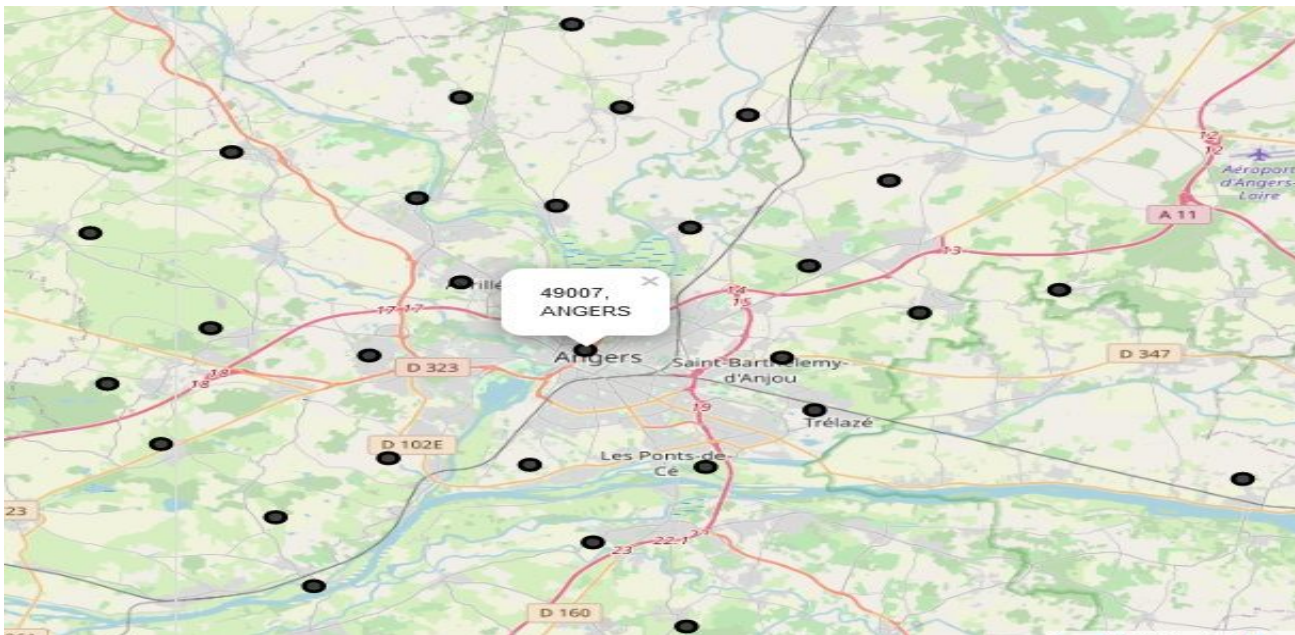 12
12
Aéroport
d'Angers-
Loire
A 11
13
49007,
ANGERS
14
15
17
17
Angers
D 323
Saint-Barthélemy-
d'Anjou
D 347
18
18
19
Trélazé
D 102E
Les Ponts-de-
Cé
23
22.1
23
D 160